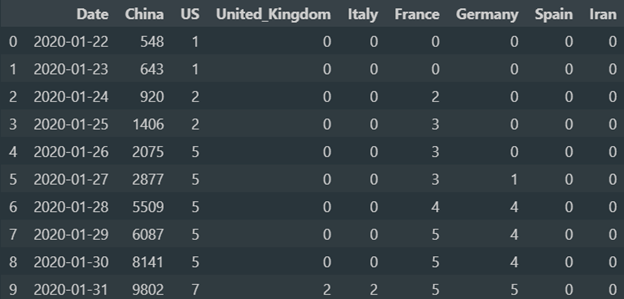 Date China US United_Kingdom Italy France Germany Spain Iran
0 2020-01-22 548 1 0 0 0 0 0 0
1 2020-01-23 643 1 0 0 0 0 0 0
2 2020-01-24 920 2 0 0 2 0 0 0
3 2020-01-25 1406 2 0 0 3 0 0 0
4 2020-01-26 2075 5 0 0 3 0 0 0
5 2020-01-27 2877 5 0 0 3 1 0 0
6 2020-01-28 5509 5 0 0 4 4 0 0
7 2020-01-29 6087 5 0 0 5 4 0 0
8 2020-01-30 8141 5 0 0 5 4 0 0
9 2020-01-31 9802 7 2 2 5 5 0 0